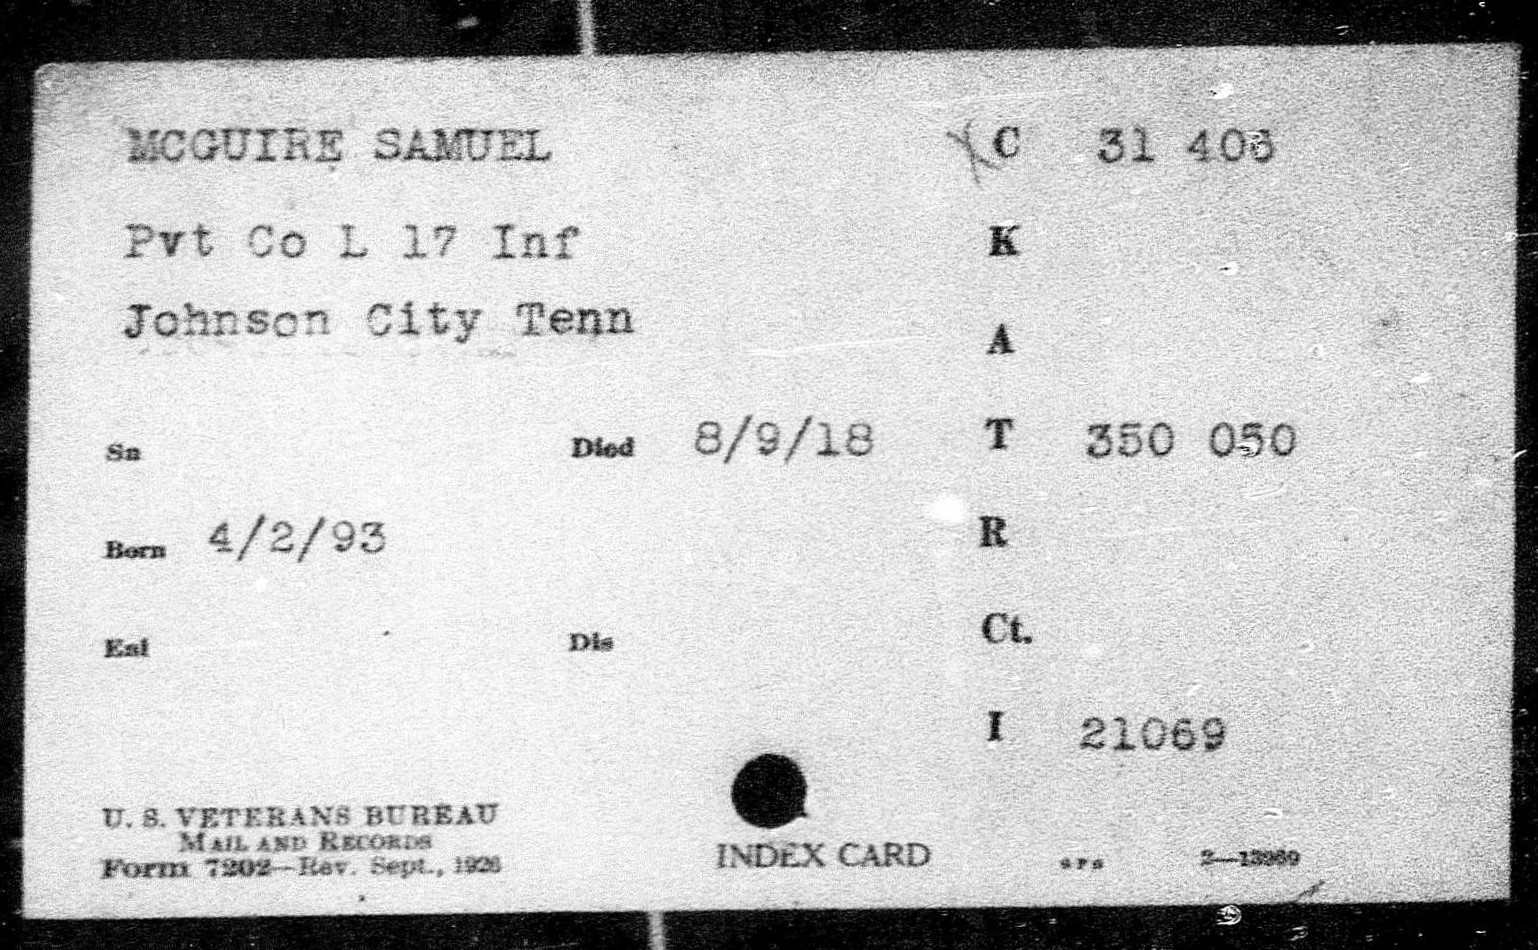 MCGUIRE SAMUEL X C 31 406
Pvt Co L 17 Inf K
Johnson City Tenn A
Sn Died 8/9/18 T 350 050
Born 4/2/93 R
Enl Dis Ct.
I 21069
U. S. VETERANS BUREAU
MAIL AND RECORDS
Form 7202—Rev. Sept., 1926 INDEX CARD